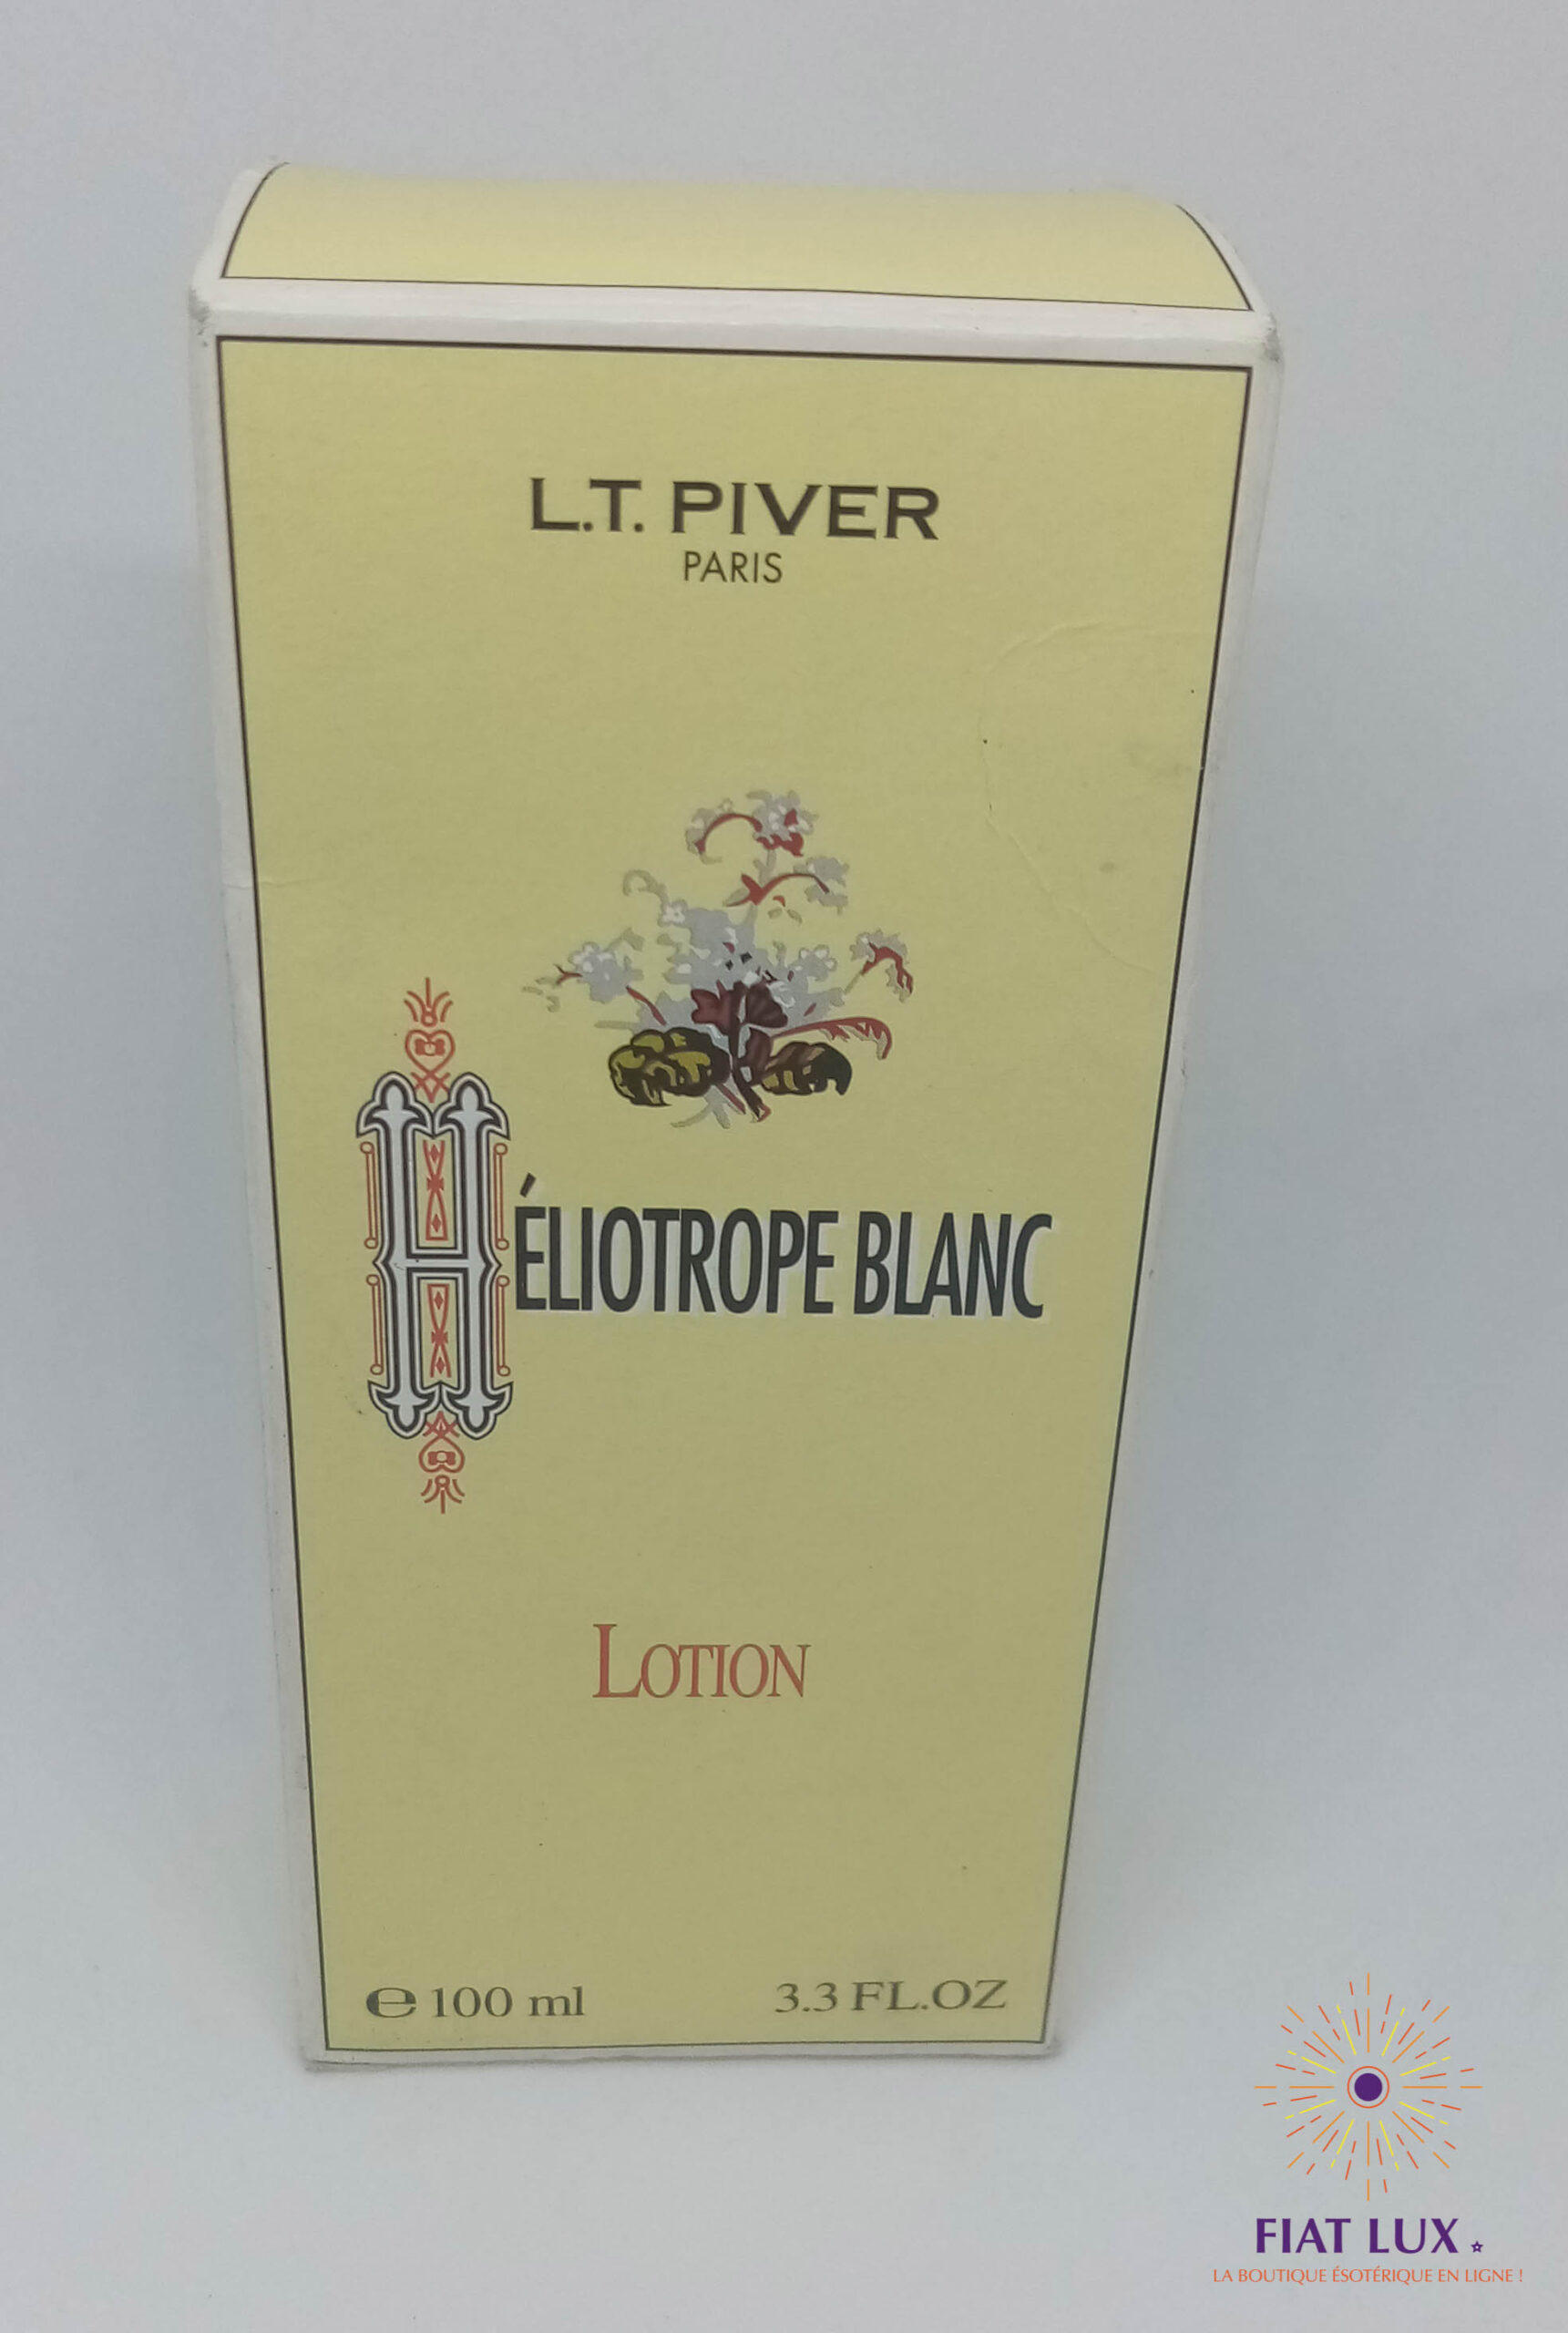 L.T. PIVER
PARIS
HÉLIOTROPE BLANC
LOTION
℮ 100 ml 3.3 FL.OZ
FIAT LUX
LA BOUTIQUE ÉSOTÉRIQUE EN LIGNE !